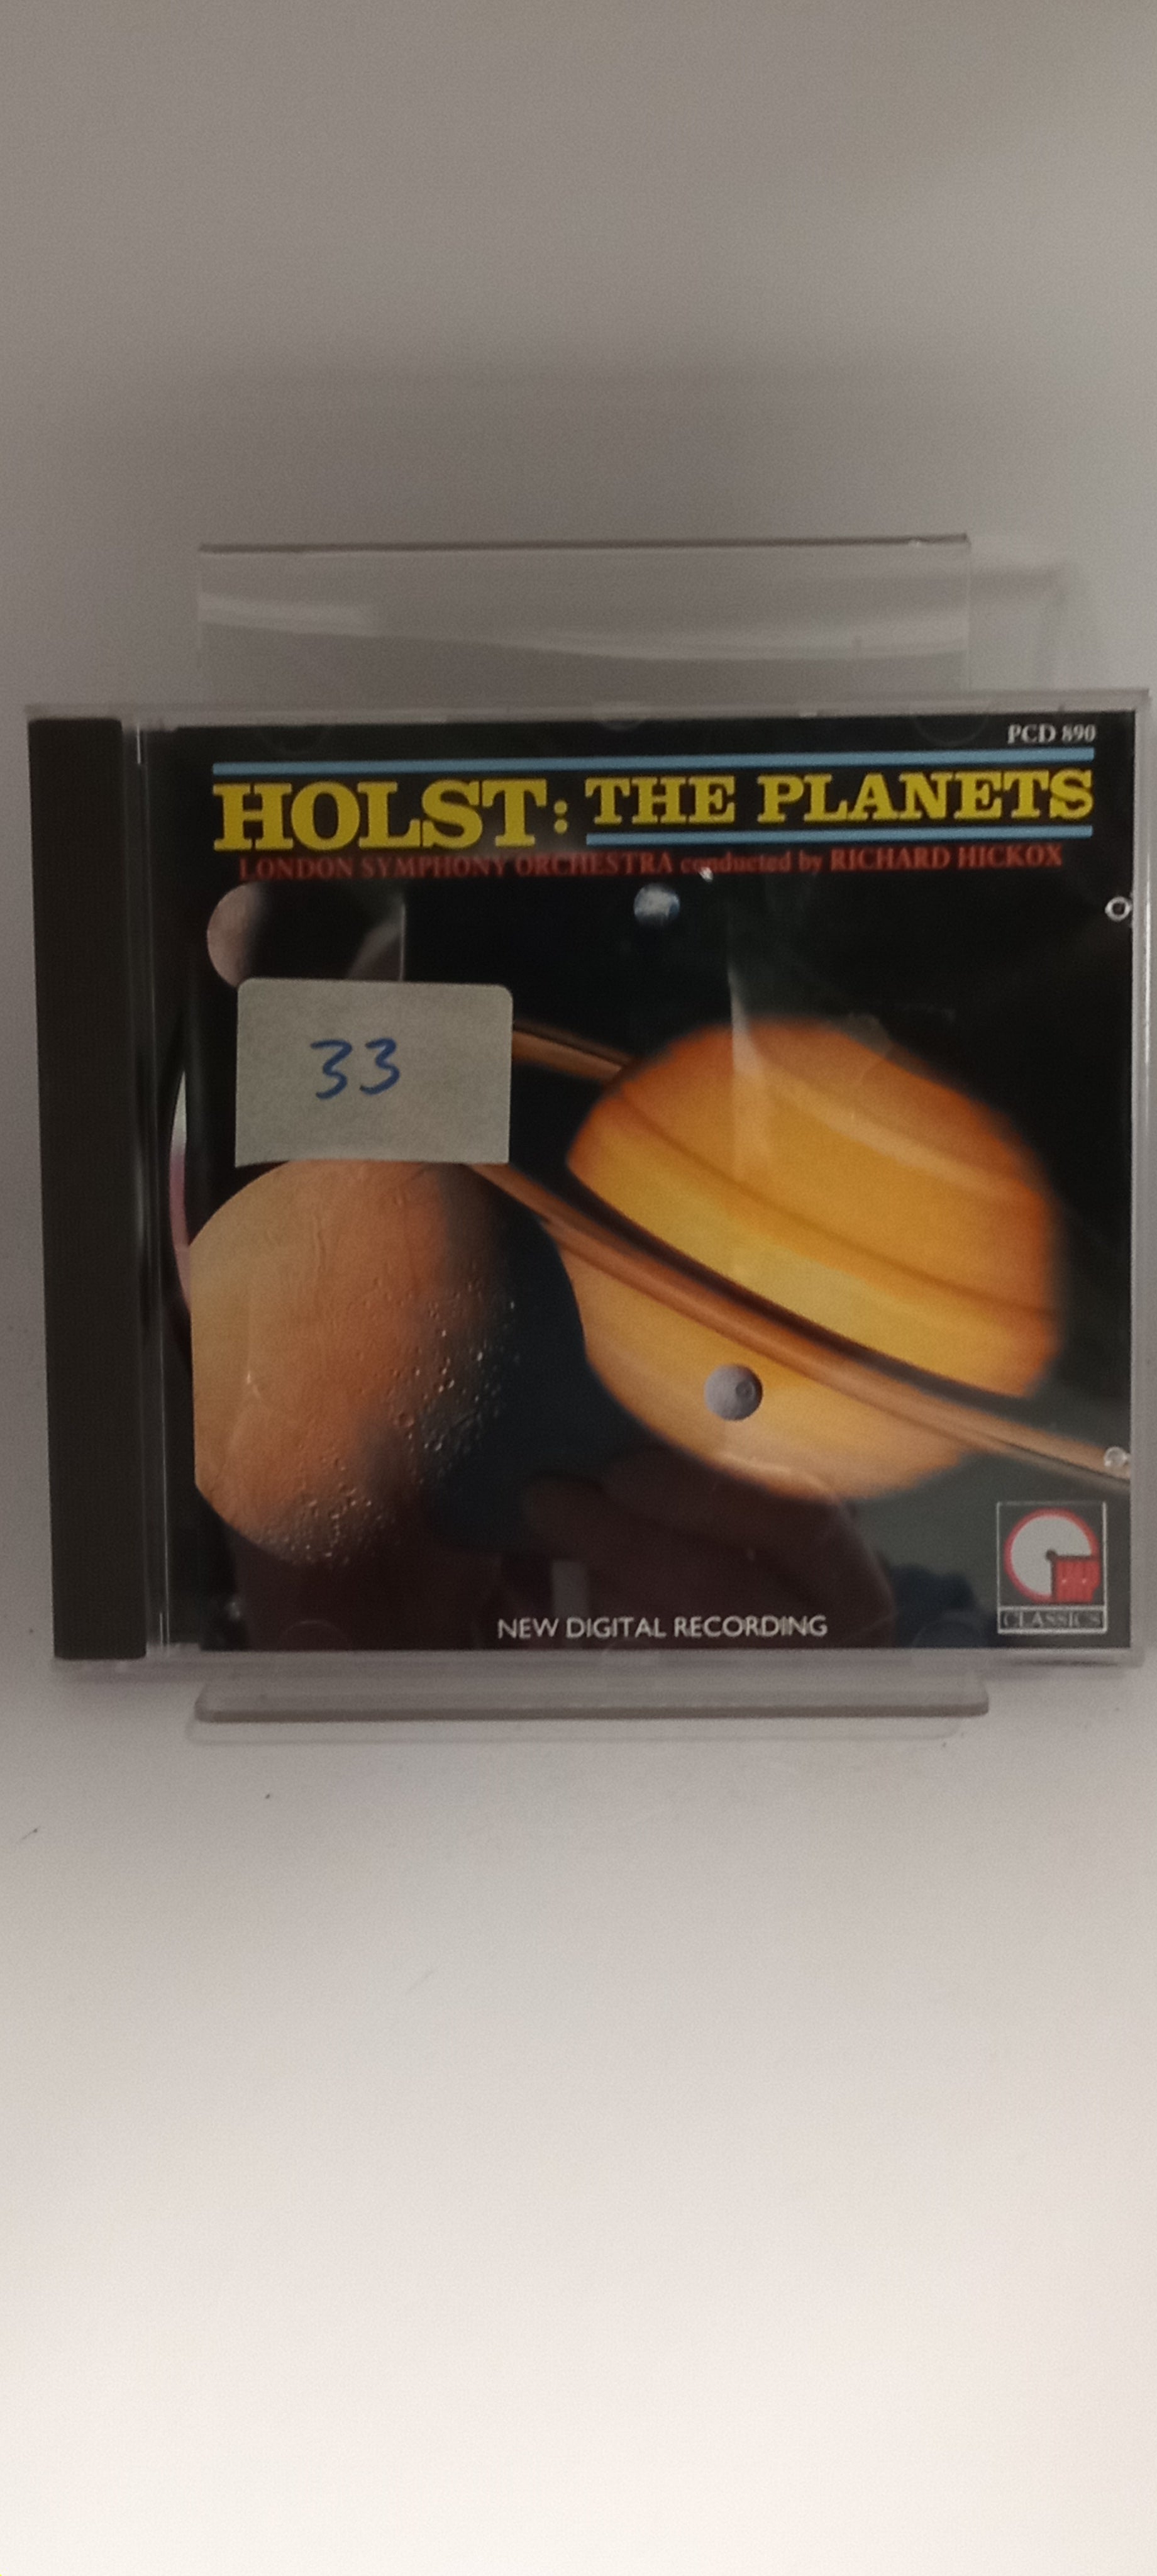 PCD 890
HOLST: THE PLANETS
LONDON SYMPHONY ORCHESTRA conducted by RICHARD HICKOX
33
NEW DIGITAL RECORDING
CLASSICS